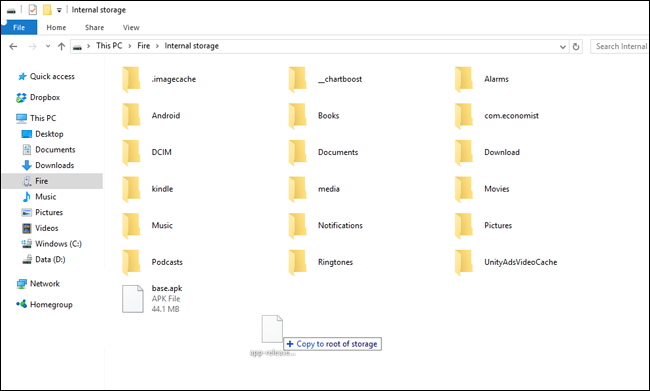 Internal storage
File Home Share View
This PC Fire Internal storage
Search Internal
Quick access
Dropbox
This PC
Desktop
Documents
Downloads
Fire
Music
Pictures
Videos
Windows (C:)
Data (D:)
Network
Homegroup
.imagecache __chartboost Alarms
Android Books com.economist
DCIM Documents Download
kindle media Movies
Music Notifications Pictures
Podcasts Ringtones UnityAdsVideoCache
base.apk
APK File
44.1 MB
Copy to root of storage
app-release...